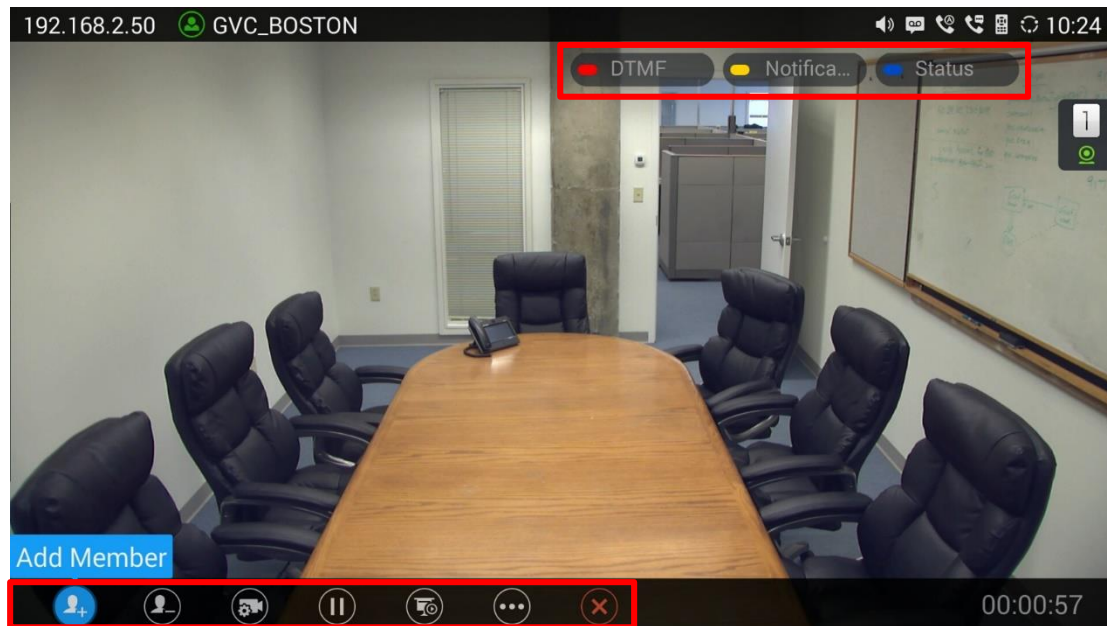 192.168.2.50 GVC_BOSTON 10:24
DTMF Notifica... Status
1
Add Member
00:00:57